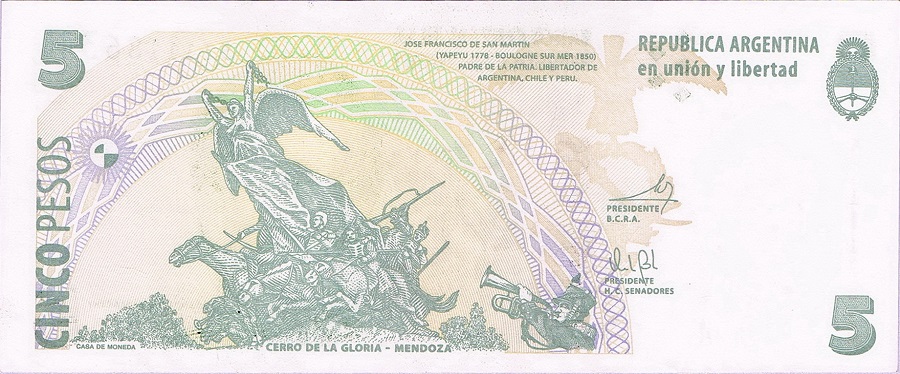 5
CINCO PESOS
JOSE FRANCISCO DE SAN MARTIN
(YAPEYU 1778 - BOULOGNE SUR MER 1850)
PADRE DE LA PATRIA. LIBERTADOR DE
ARGENTINA, CHILE Y PERU.
REPUBLICA ARGENTINA
en unión y libertad
PRESIDENTE
B.C.R.A.
PRESIDENTE
H. C. SENADORES
CASA DE MONEDA
CERRO DE LA GLORIA - MENDOZA
5